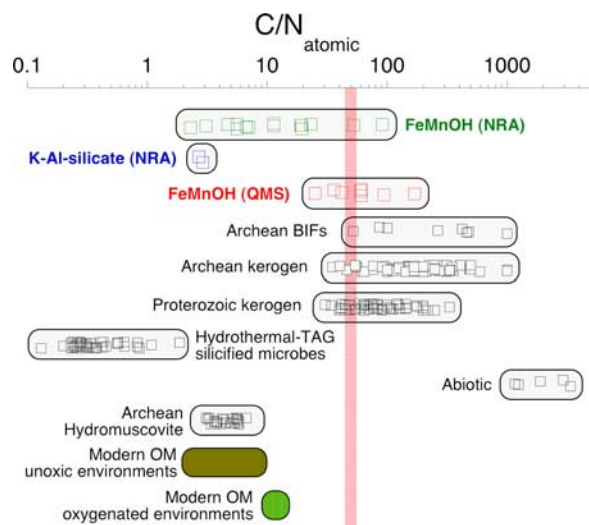 C/N atomic
0.1 1 10 100 1000
FeMnOH (NRA)
K-Al-silicate (NRA)
FeMnOH (QMS)
Archean BIFs
Archean kerogen
Proterozoic kerogen
Hydrothermal-TAG
silicified microbes
Abiotic
Archean
Hydromuscovite
Modern OM
unoxic environments
Modern OM
oxygenated environments